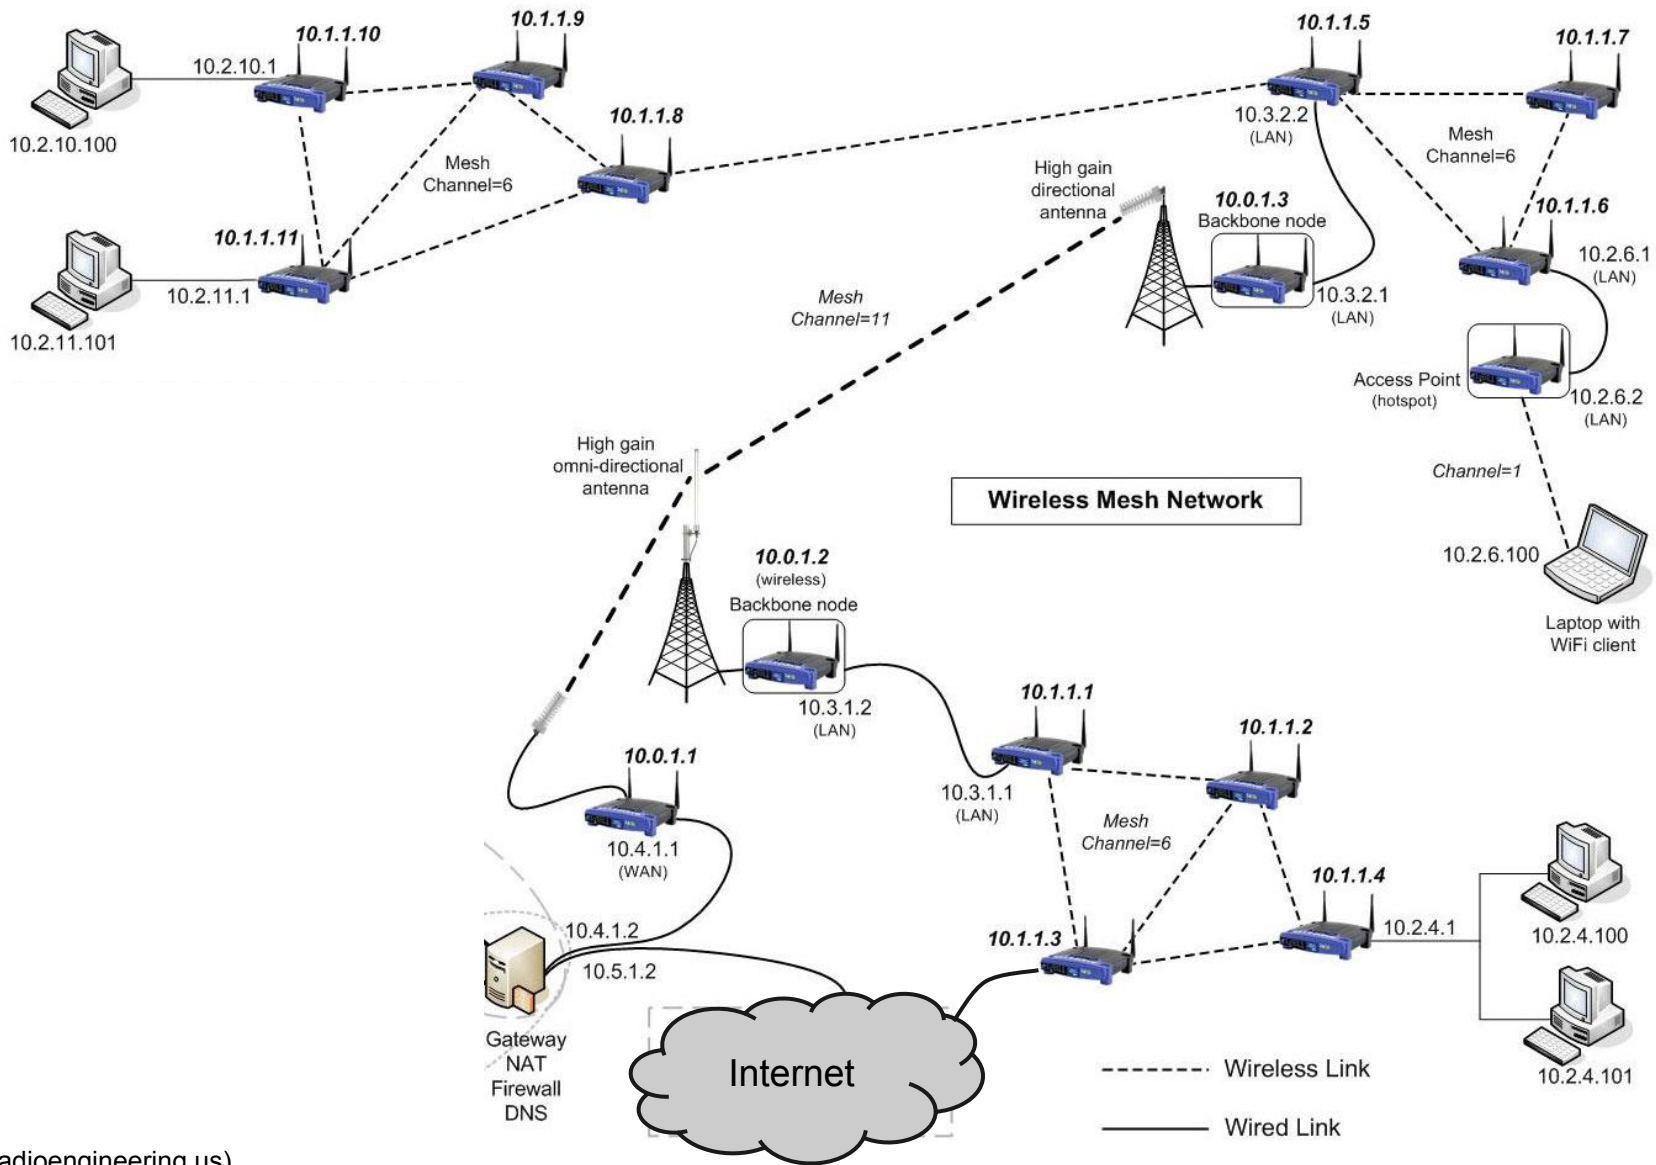 10.1.1.9
10.1.1.10
10.2.10.1
10.2.10.100
10.1.1.8
Mesh
Channel=6
10.1.1.11
10.2.11.1
10.2.11.101
10.1.1.5
10.1.1.7
10.3.2.2
(LAN)
Mesh
Channel=6
High gain
directional
antenna
10.0.1.3
Backbone node
10.3.2.1
(LAN)
10.1.1.6
10.2.6.1
(LAN)
Mesh
Channel=11
Access Point
(hotspot)
10.2.6.2
(LAN)
Channel=1
10.2.6.100
Laptop with
WiFi client
High gain
omni-directional
antenna
Wireless Mesh Network
10.0.1.2
(wireless)
Backbone node
10.3.1.2
(LAN)
10.0.1.1
10.4.1.1
(WAN)
10.1.1.1
10.3.1.1
(LAN)
10.1.1.2
Mesh
Channel=6
10.1.1.3
10.1.1.4
10.2.4.1
10.2.4.100
10.2.4.101
10.4.1.2
10.5.1.2
Gateway
NAT
Firewall
DNS
Internet
Wireless Link
Wired Link
adioengineering.us)